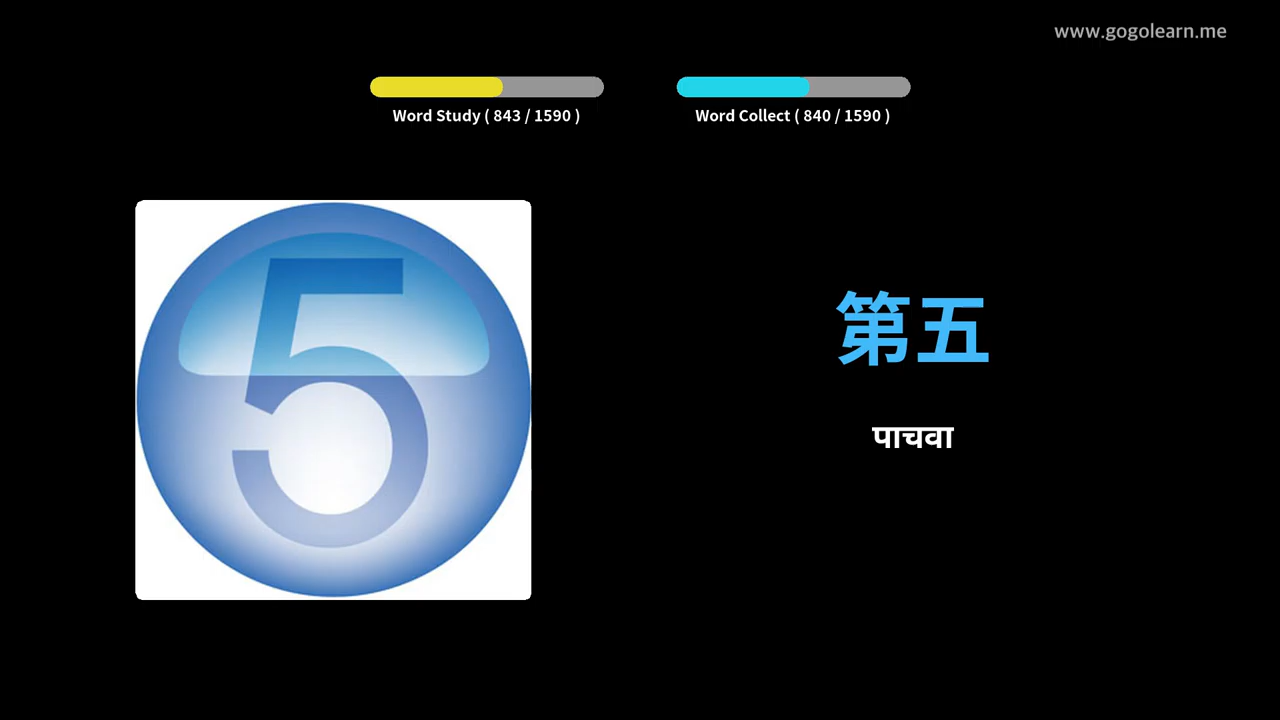 www.gogolearn.me
Word Study ( 843 / 1590 )
Word Collect ( 840 / 1590 )
5
第五
पाचवा